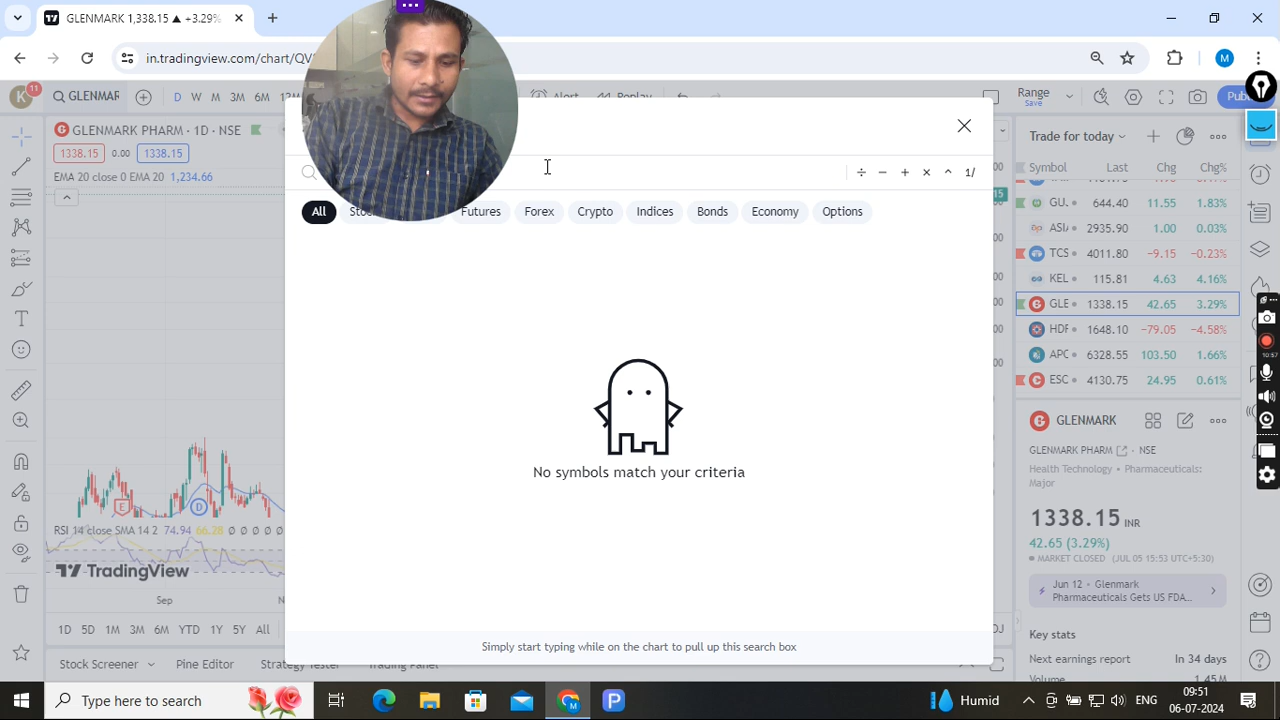 GLENMARK 1,338.15 ▲ +3.29%
in.tradingview.com/chart/QV
M
K
11
GLENMAR
D W M 3M 6M 12M
Alert
Replay
Range
Save
Publ
GLENMARK PHARM · 1D · NSE
1338.15
0.00
1338.15
EMA 20 close 0 EMA 20
1,234.66
÷ − + × ^ 1/
All
Futures
Forex
Crypto
Indices
Bonds
Economy
Options
No symbols match your criteria
Simply start typing while on the chart to pull up this search box
E
D
RSI 14 close SMA 14 2
74.94
66.28
Ø Ø Ø Ø
TradingView
Sep
1D 5D 1M 3M 6M YTD 1Y 5Y All
Stock Screener
Pine Editor
Strategy Tester
Trading Panel
Trade for today
Symbol Last Chg Chg%
GU 644.40 11.55 1.83%
ASI 2935.90 1.00 0.03%
TCS 4011.80 −9.15 −0.23%
KEL 115.81 4.63 4.16%
GLE 1338.15 42.65 3.29%
HDF 1648.10 −79.05 −4.58%
APC 6328.55 103.50 1.66%
ESC 4130.75 24.95 0.61%
GLENMARK
GLENMARK PHARM · NSE
Health Technology · Pharmaceuticals:
Major
1338.15 INR
42.65 (3.29%)
MARKET CLOSED (JUL 05 15:53 UTC+5:30)
Jun 12 · Glenmark
Pharmaceuticals Gets US FDA...
Key stats
Next earnings report In 34 days
Volume 1.45 M
10:57
Type here to search
Humid
ENG
09:51
06-07-2024